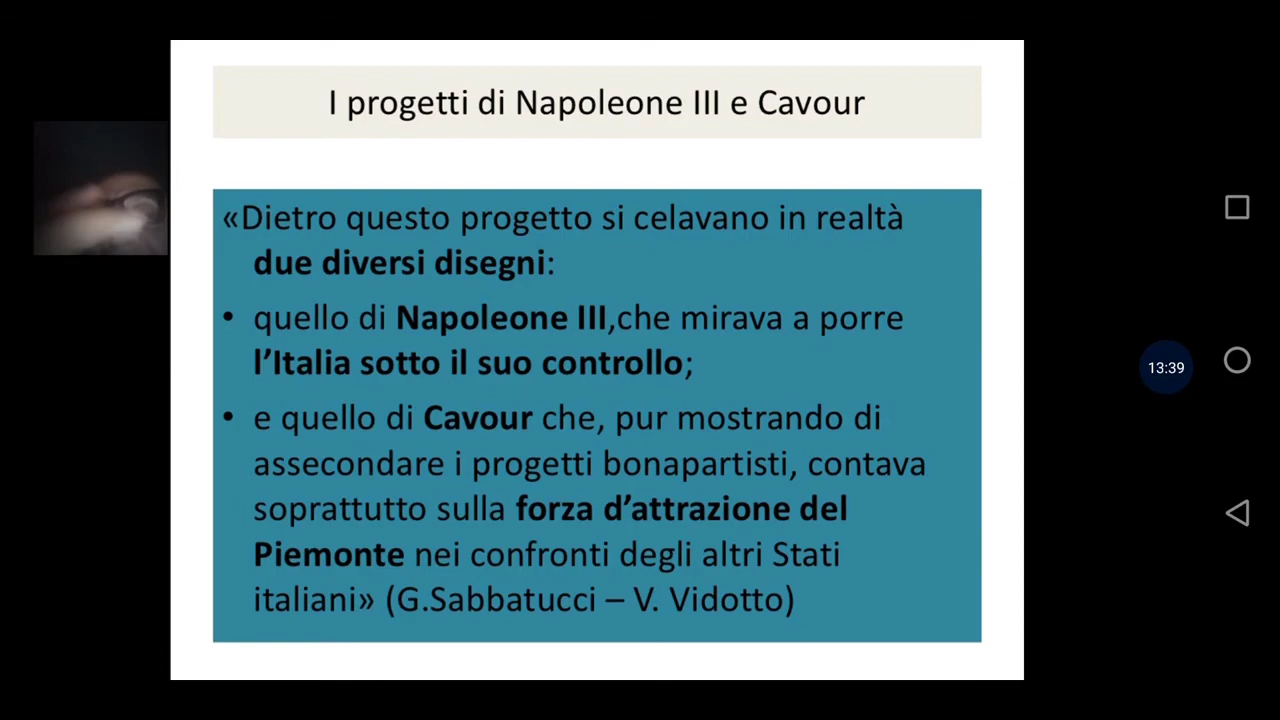 I progetti di Napoleone III e Cavour
«Dietro questo progetto si celavano in realtà
due diversi disegni:
• quello di Napoleone III,che mirava a porre
l’Italia sotto il suo controllo;
• e quello di Cavour che, pur mostrando di
assecondare i progetti bonapartisti, contava
soprattutto sulla forza d’attrazione del
Piemonte nei confronti degli altri Stati
italiani» (G.Sabbatucci – V. Vidotto)
13:39